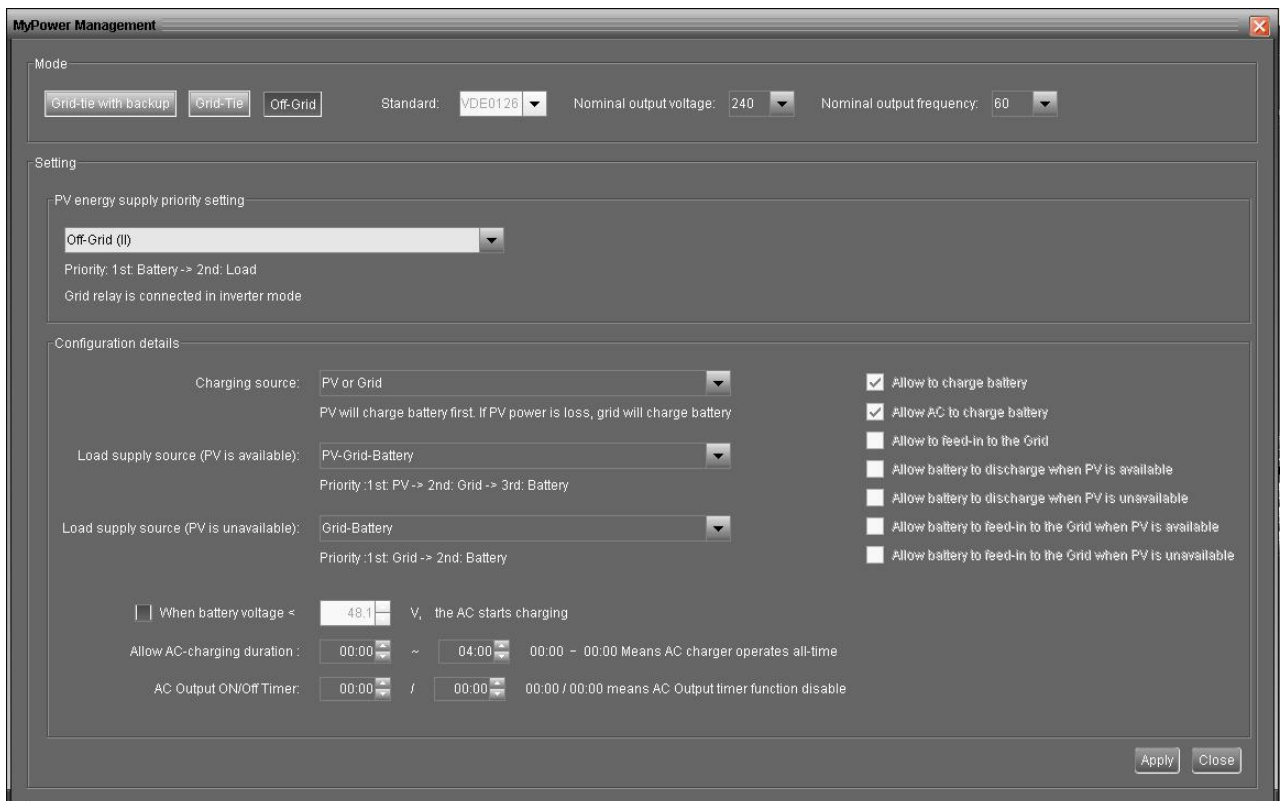 MyPower Management
Mode
Grid-tie with backup Grid-Tie Off-Grid Standard: VDE0126 Nominal output voltage: 240 Nominal output frequency: 60
Setting
PV energy supply priority setting
Off-Grid (II)
Priority: 1st: Battery -> 2nd: Load
Grid relay is connected in inverter mode
Configuration details
Charging source: PV or Grid
PV will charge battery first. If PV power is loss, grid will charge battery
Load supply source (PV is available): PV-Grid-Battery
Priority :1st: PV -> 2nd: Grid -> 3rd: Battery
Load supply source (PV is unavailable): Grid-Battery
Priority :1st: Grid -> 2nd: Battery
Allow to charge battery
Allow AC to charge battery
Allow to feed-in to the Grid
Allow battery to discharge when PV is available
Allow battery to discharge when PV is unavailable
Allow battery to feed-in to the Grid when PV is available
Allow battery to feed-in to the Grid when PV is unavailable
When battery voltage < 48.1 V, the AC starts charging
Allow AC-charging duration : 00:00 ~ 04:00 00:00 - 00:00 Means AC charger operates all-time
AC Output ON/Off Timer: 00:00 / 00:00 00:00 / 00:00 means AC Output timer function disable
Apply Close